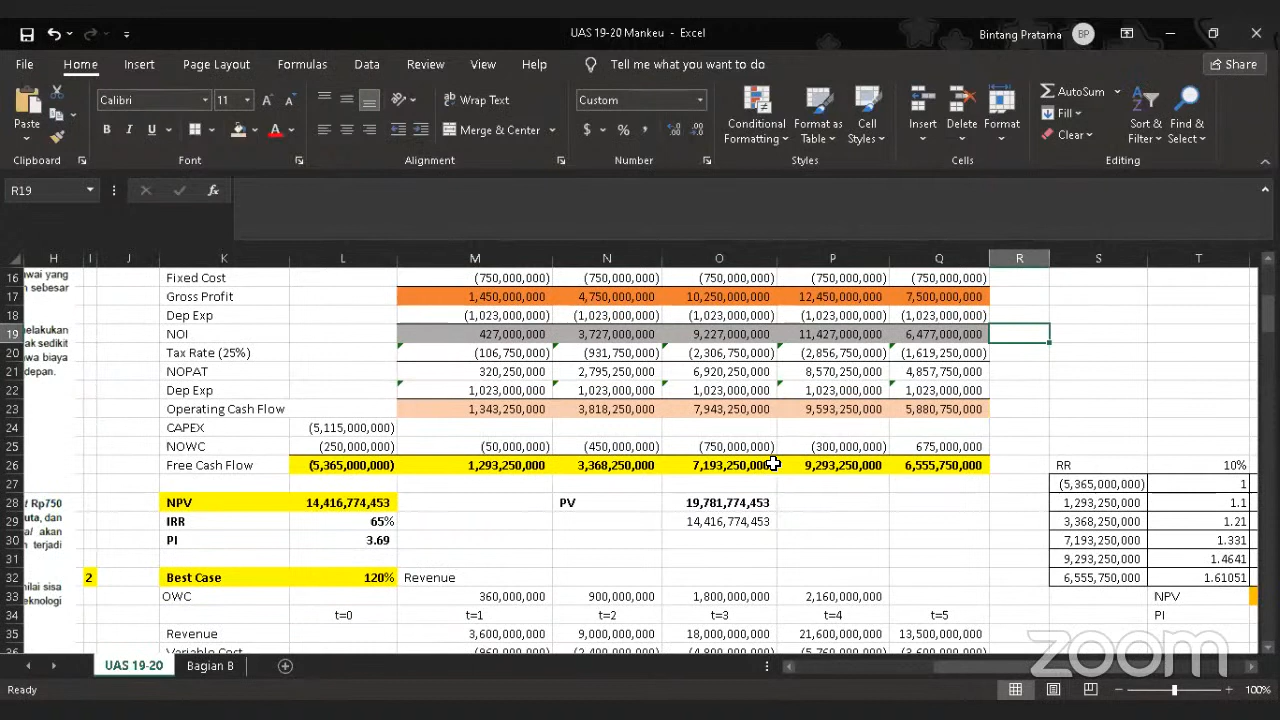 UAS 19-20 Mankeu - Excel
Bintang Pratama BP
File Home Insert Page Layout Formulas Data Review View Help Tell me what you want to do Share
Paste
Calibri 11 A A
B I U A
Wrap Text
Merge & Center
Custom
$ % ,
Conditional Formatting
Format as Table
Cell Styles
Insert Delete Format
AutoSum
Fill
Clear
Sort & Filter
Find & Select
Clipboard Font Alignment Number Styles Cells Editing
R19 fx
H I J K L M N O P Q R S T
16 wai yang Fixed Cost (750,000,000) (750,000,000) (750,000,000) (750,000,000) (750,000,000)
sebesar
17 Gross Profit 1,450,000,000 4,750,000,000 10,250,000,000 12,450,000,000 7,500,000,000
18 Dep Exp (1,023,000,000) (1,023,000,000) (1,023,000,000) (1,023,000,000) (1,023,000,000)
19 elakukan NOI 427,000,000 3,727,000,000 9,227,000,000 11,427,000,000 6,477,000,000
20 ak sedikit Tax Rate (25%) (106,750,000) (931,750,000) (2,306,750,000) (2,856,750,000) (1,619,250,000)
wa biaya
21 depan. NOPAT 320,250,000 2,795,250,000 6,920,250,000 8,570,250,000 4,857,750,000
22 Dep Exp 1,023,000,000 1,023,000,000 1,023,000,000 1,023,000,000 1,023,000,000
23 Operating Cash Flow 1,343,250,000 3,818,250,000 7,943,250,000 9,593,250,000 5,880,750,000
24 CAPEX (5,115,000,000)
25 NOWC (250,000,000) (50,000,000) (450,000,000) (750,000,000) (300,000,000) 675,000,000
26 Free Cash Flow (5,365,000,000) 1,293,250,000 3,368,250,000 7,193,250,000 9,293,250,000 6,555,750,000 RR 10%
27 (5,365,000,000) 1
28 t Rp750 NPV 14,416,774,453 PV 19,781,774,453 1,293,250,000 1.1
29 uta, dan IRR 65% 14,416,774,453 3,368,250,000 1.21
al akan
30 terjadi PI 3.69 7,193,250,000 1.331
31 9,293,250,000 1.4641
32 2 Best Case 120% Revenue 6,555,750,000 1.61051
nilai sisa
33 eknologi OWC 360,000,000 900,000,000 1,800,000,000 2,160,000,000 NPV
34 t=0 t=1 t=2 t=3 t=4 t=5 PI
35 Revenue 3,600,000,000 9,000,000,000 18,000,000,000 21,600,000,000 13,500,000,000
Variable Cost
UAS 19-20 Bagian B
Ready 100%
zoom